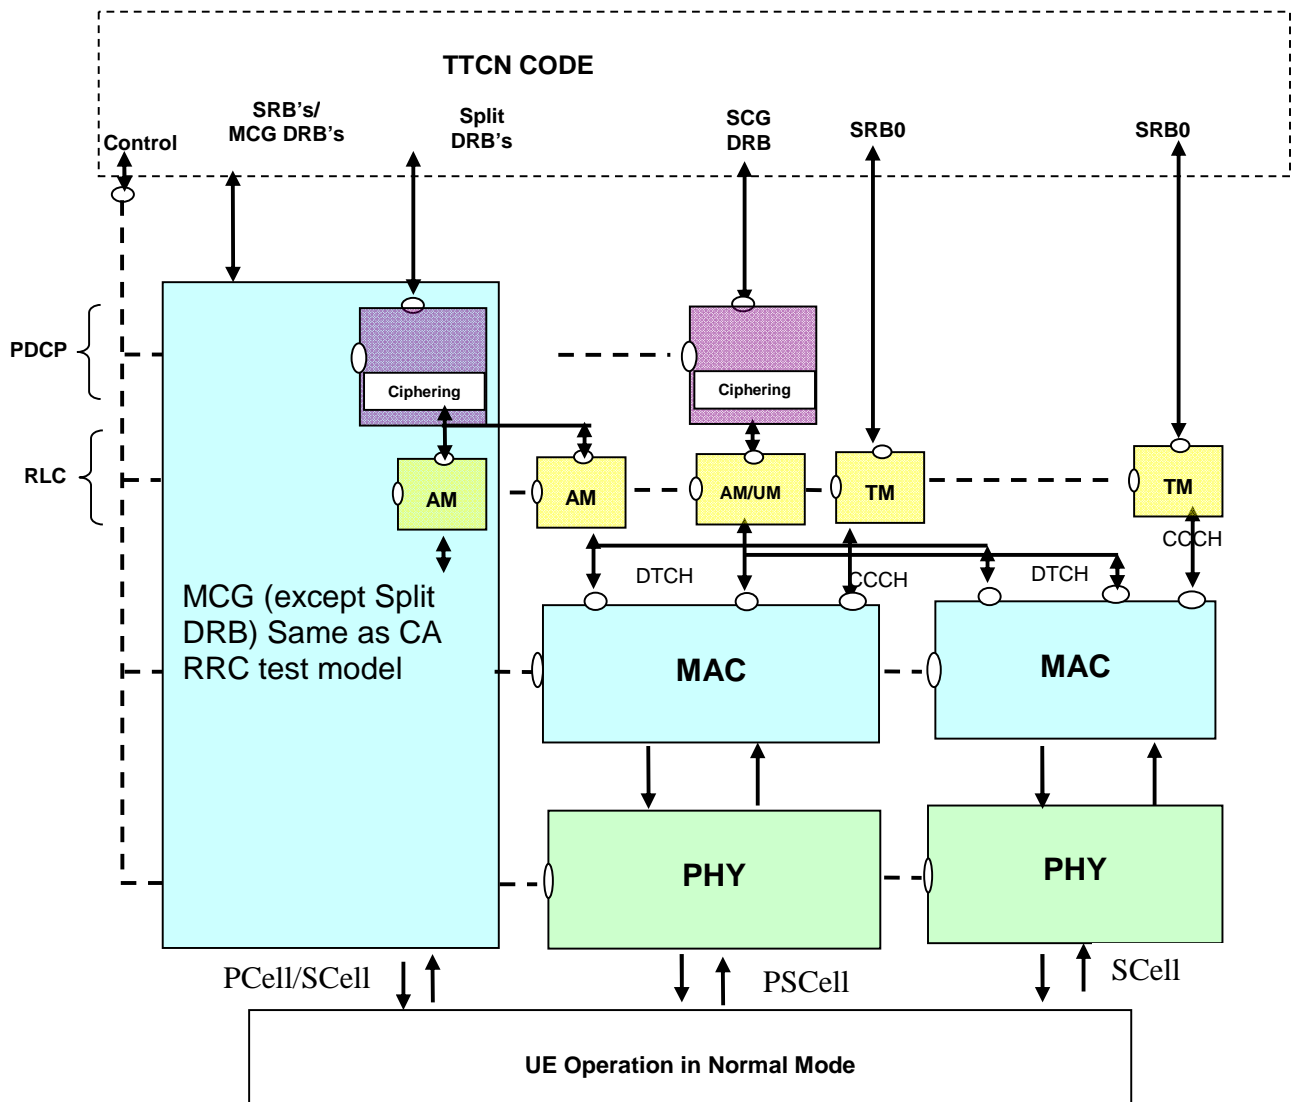 TTCN CODE
Control
SRB's/
MCG DRB's
Split
DRB's
SCG
DRB
SRB0
SRB0
PDCP
Ciphering
Ciphering
RLC
AM
AM
AM/UM
TM
TM
DTCH
CCCH
DTCH
CCCH
MCG (except Split
DRB) Same as CA
RRC test model
MAC
MAC
PHY
PHY
PCell/SCell
PSCell
SCell
UE Operation in Normal Mode